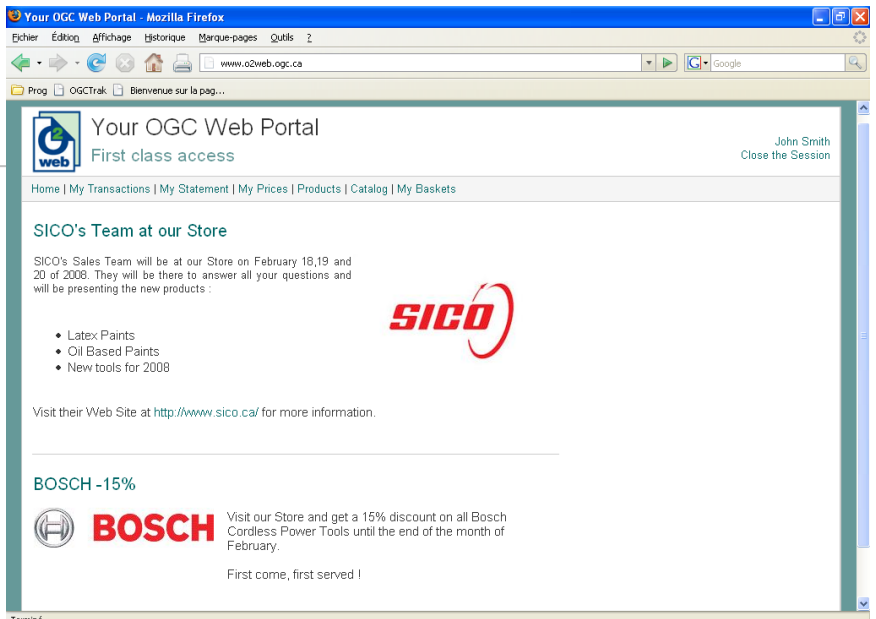 Your OGC Web Portal - Mozilla Firefox
Fichier Édition Affichage Historique Marque-pages Outils ?
www.o2web.ogc.ca
G Google
Prog OGCTrak Bienvenue sur la pag...
O2 web
Your OGC Web Portal
First class access
John Smith
Close the Session
Home | My Transactions | My Statement | My Prices | Products | Catalog | My Baskets
SICO's Team at our Store
SICO's Sales Team will be at our Store on February 18,19 and
20 of 2008. They will be there to answer all your questions and
will be presenting the new products :
SICO
• Latex Paints
• Oil Based Paints
• New tools for 2008
Visit their Web Site at http://www.sico.ca/ for more information.
BOSCH -15%
BOSCH
Visit our Store and get a 15% discount on all Bosch
Cordless Power Tools until the end of the month of
February.
First come, first served !
Terminé